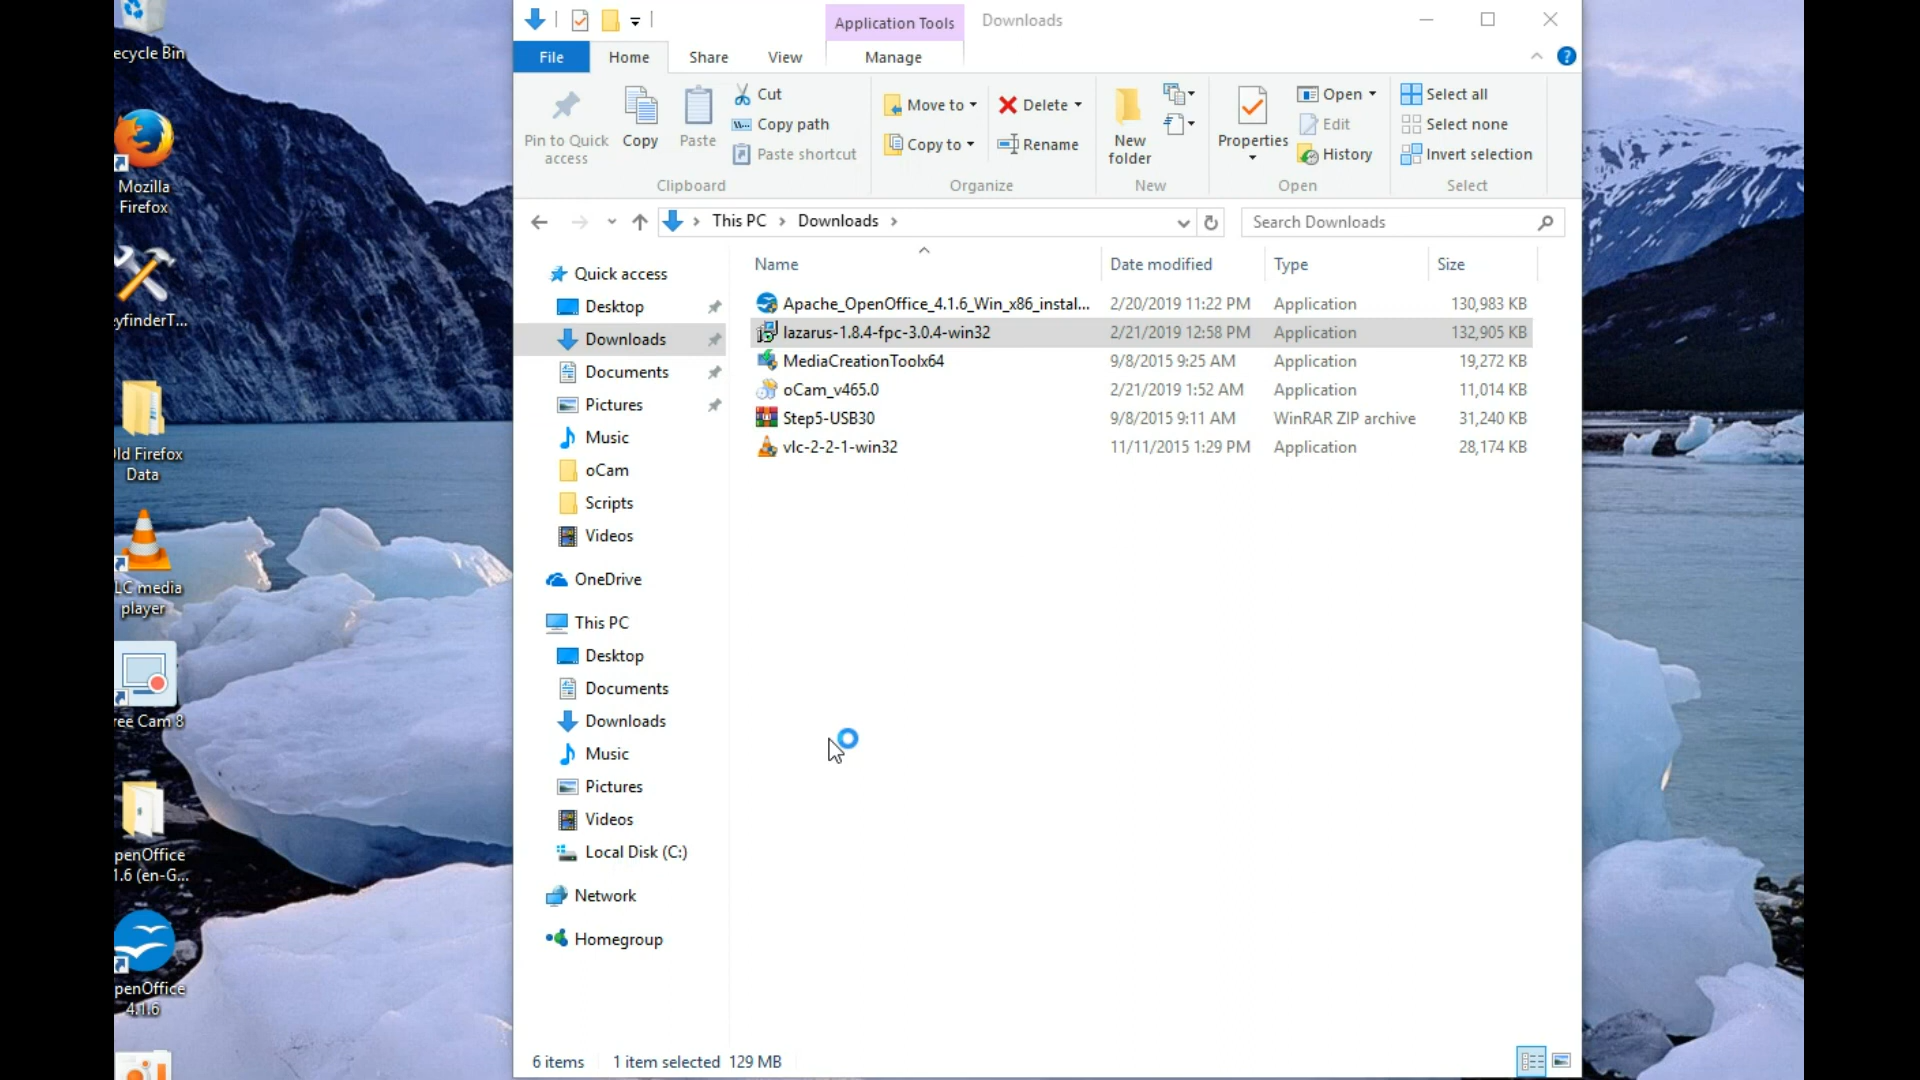 Application Tools
Downloads
File
Home
Share
View
Manage
Pin to Quick access
Copy
Paste
Cut
Copy path
Paste shortcut
Clipboard
Move to
Copy to
Delete
Rename
Organize
New folder
New
Properties
Open
Edit
History
Open
Select all
Select none
Invert selection
Select
This PC
Downloads
Search Downloads
Name
Date modified
Type
Size
Apache_OpenOffice_4.1.6_Win_x86_instal... 2/20/2019 11:22 PM Application 130,983 KB
lazarus-1.8.4-fpc-3.0.4-win32 2/21/2019 12:58 PM Application 132,905 KB
MediaCreationToolx64 9/8/2015 9:25 AM Application 19,272 KB
oCam_v465.0 2/21/2019 1:52 AM Application 11,014 KB
Step5-USB30 9/8/2015 9:11 AM WinRAR ZIP archive 31,240 KB
vlc-2-2-1-win32 11/11/2015 1:29 PM Application 28,174 KB
Quick access
Desktop
Downloads
Documents
Pictures
Music
oCam
Scripts
Videos
OneDrive
This PC
Desktop
Documents
Downloads
Music
Pictures
Videos
Local Disk (C:)
Network
Homegroup
6 items
1 item selected 129 MB
ecycle Bin
Mozilla
Firefox
eyfinderT...
ld Firefox
Data
LC media
player
ree Cam 8
penOffice
1.6 (en-G...
penOffice
4.1.6